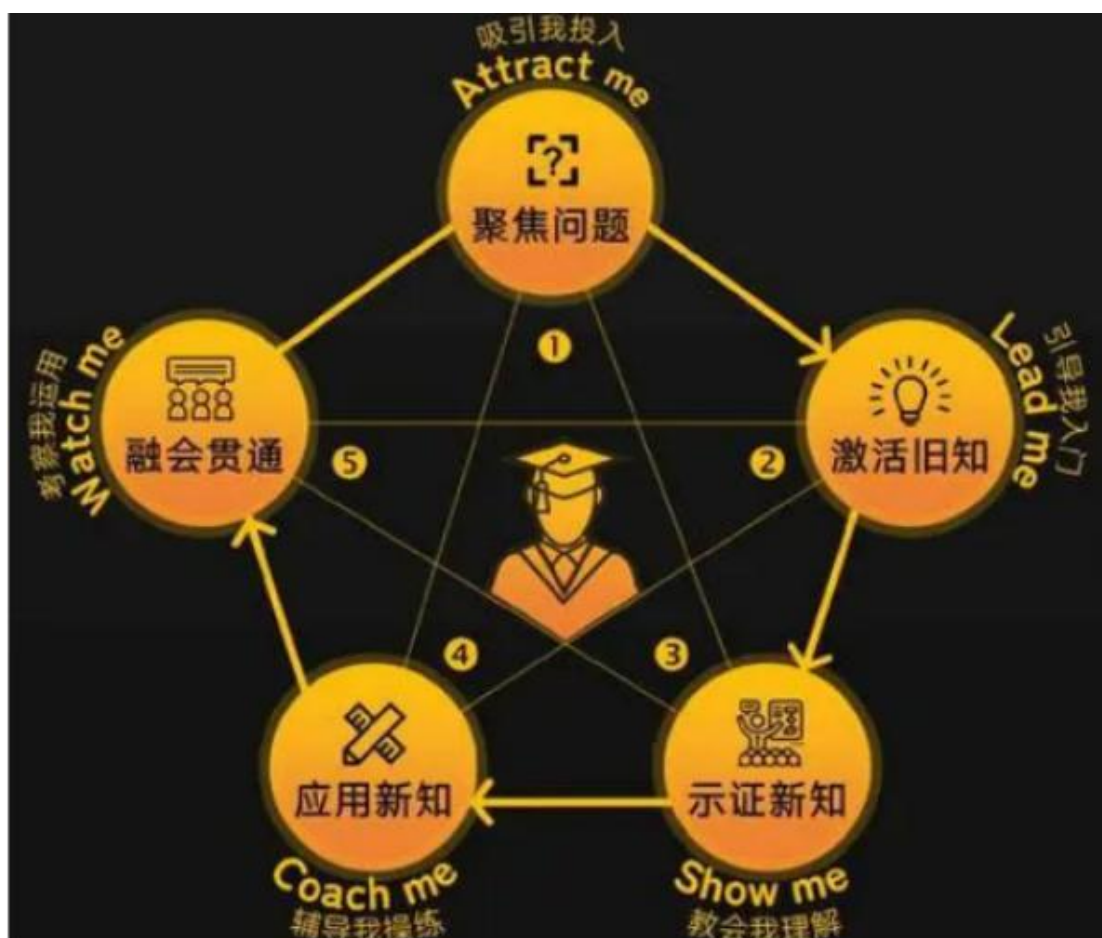 吸引我投入
Attract me
?
聚焦问题
①
引导我入门
Lead me
激活旧知
②
示证新知
③
Show me
教会我理解
应用新知
④
Coach me
辅导我操练
考察我运用
Watch me
融会贯通
⑤